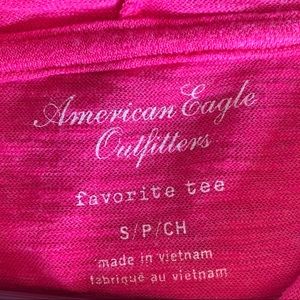 American Eagle
Outfitters
favorite tee
S/P/CH
made in vietnam
fabriqué au vietnam